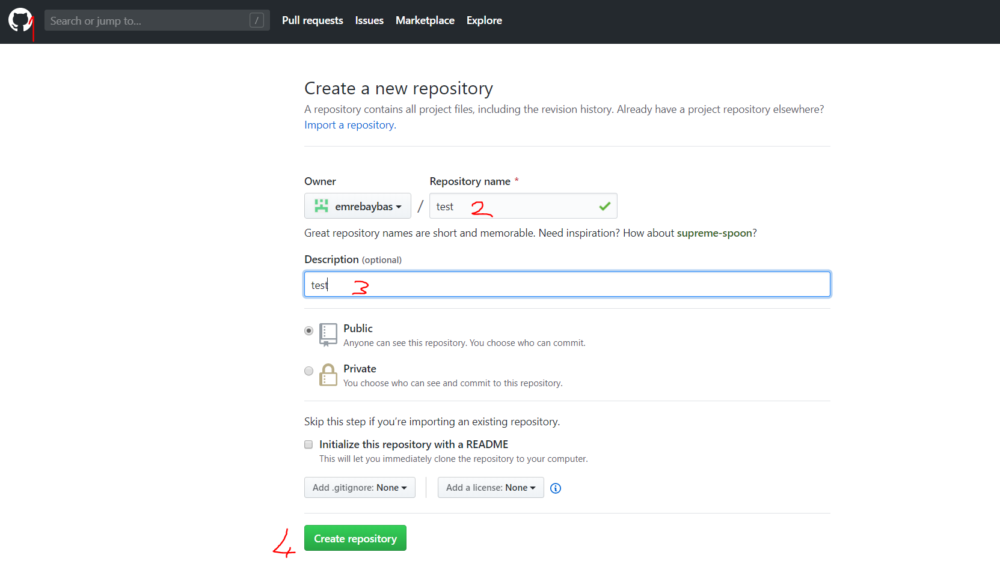 1 Search or jump to... / Pull requests Issues Marketplace Explore
Create a new repository
A repository contains all project files, including the revision history. Already have a project repository elsewhere?
Import a repository.
Owner Repository name *
emrebaybas / test 2
Great repository names are short and memorable. Need inspiration? How about supreme-spoon?
Description (optional)
test 3
Public
Anyone can see this repository. You choose who can commit.
Private
You choose who can see and commit to this repository.
Skip this step if you’re importing an existing repository.
Initialize this repository with a README
This will let you immediately clone the repository to your computer.
Add .gitignore: None Add a license: None
4 Create repository